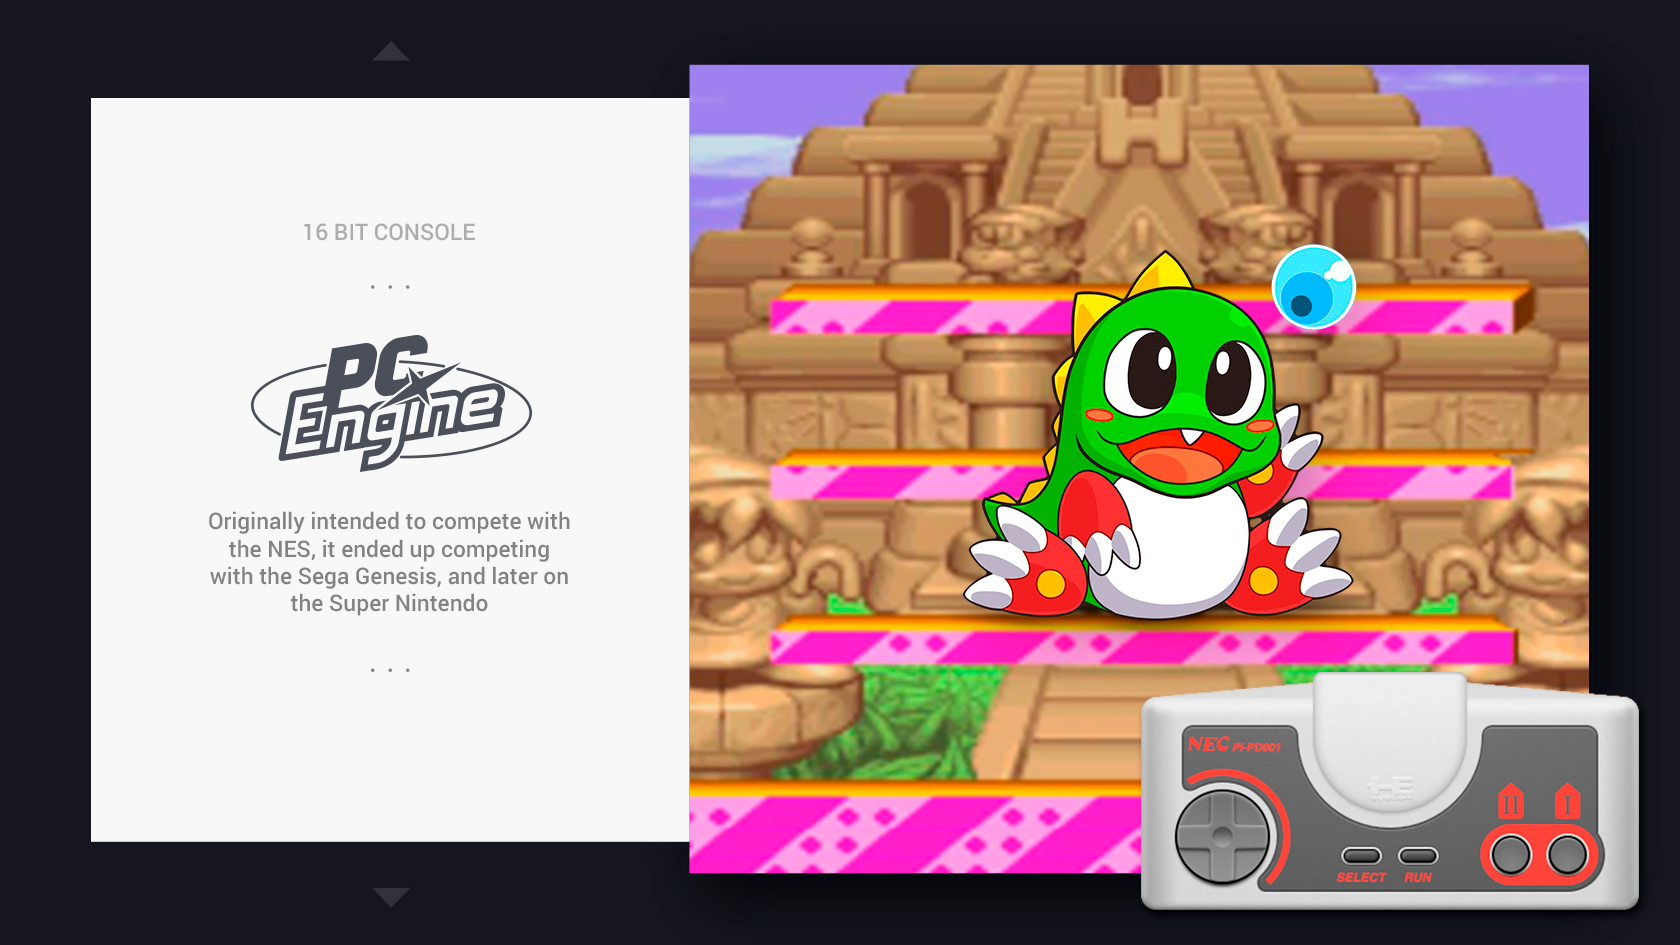 16 BIT CONSOLE
. . .
PC
Engine
Originally intended to compete with
the NES, it ended up competing
with the Sega Genesis, and later on
the Super Nintendo
. . .
NEC PI-PD001
II I
SELECT RUN